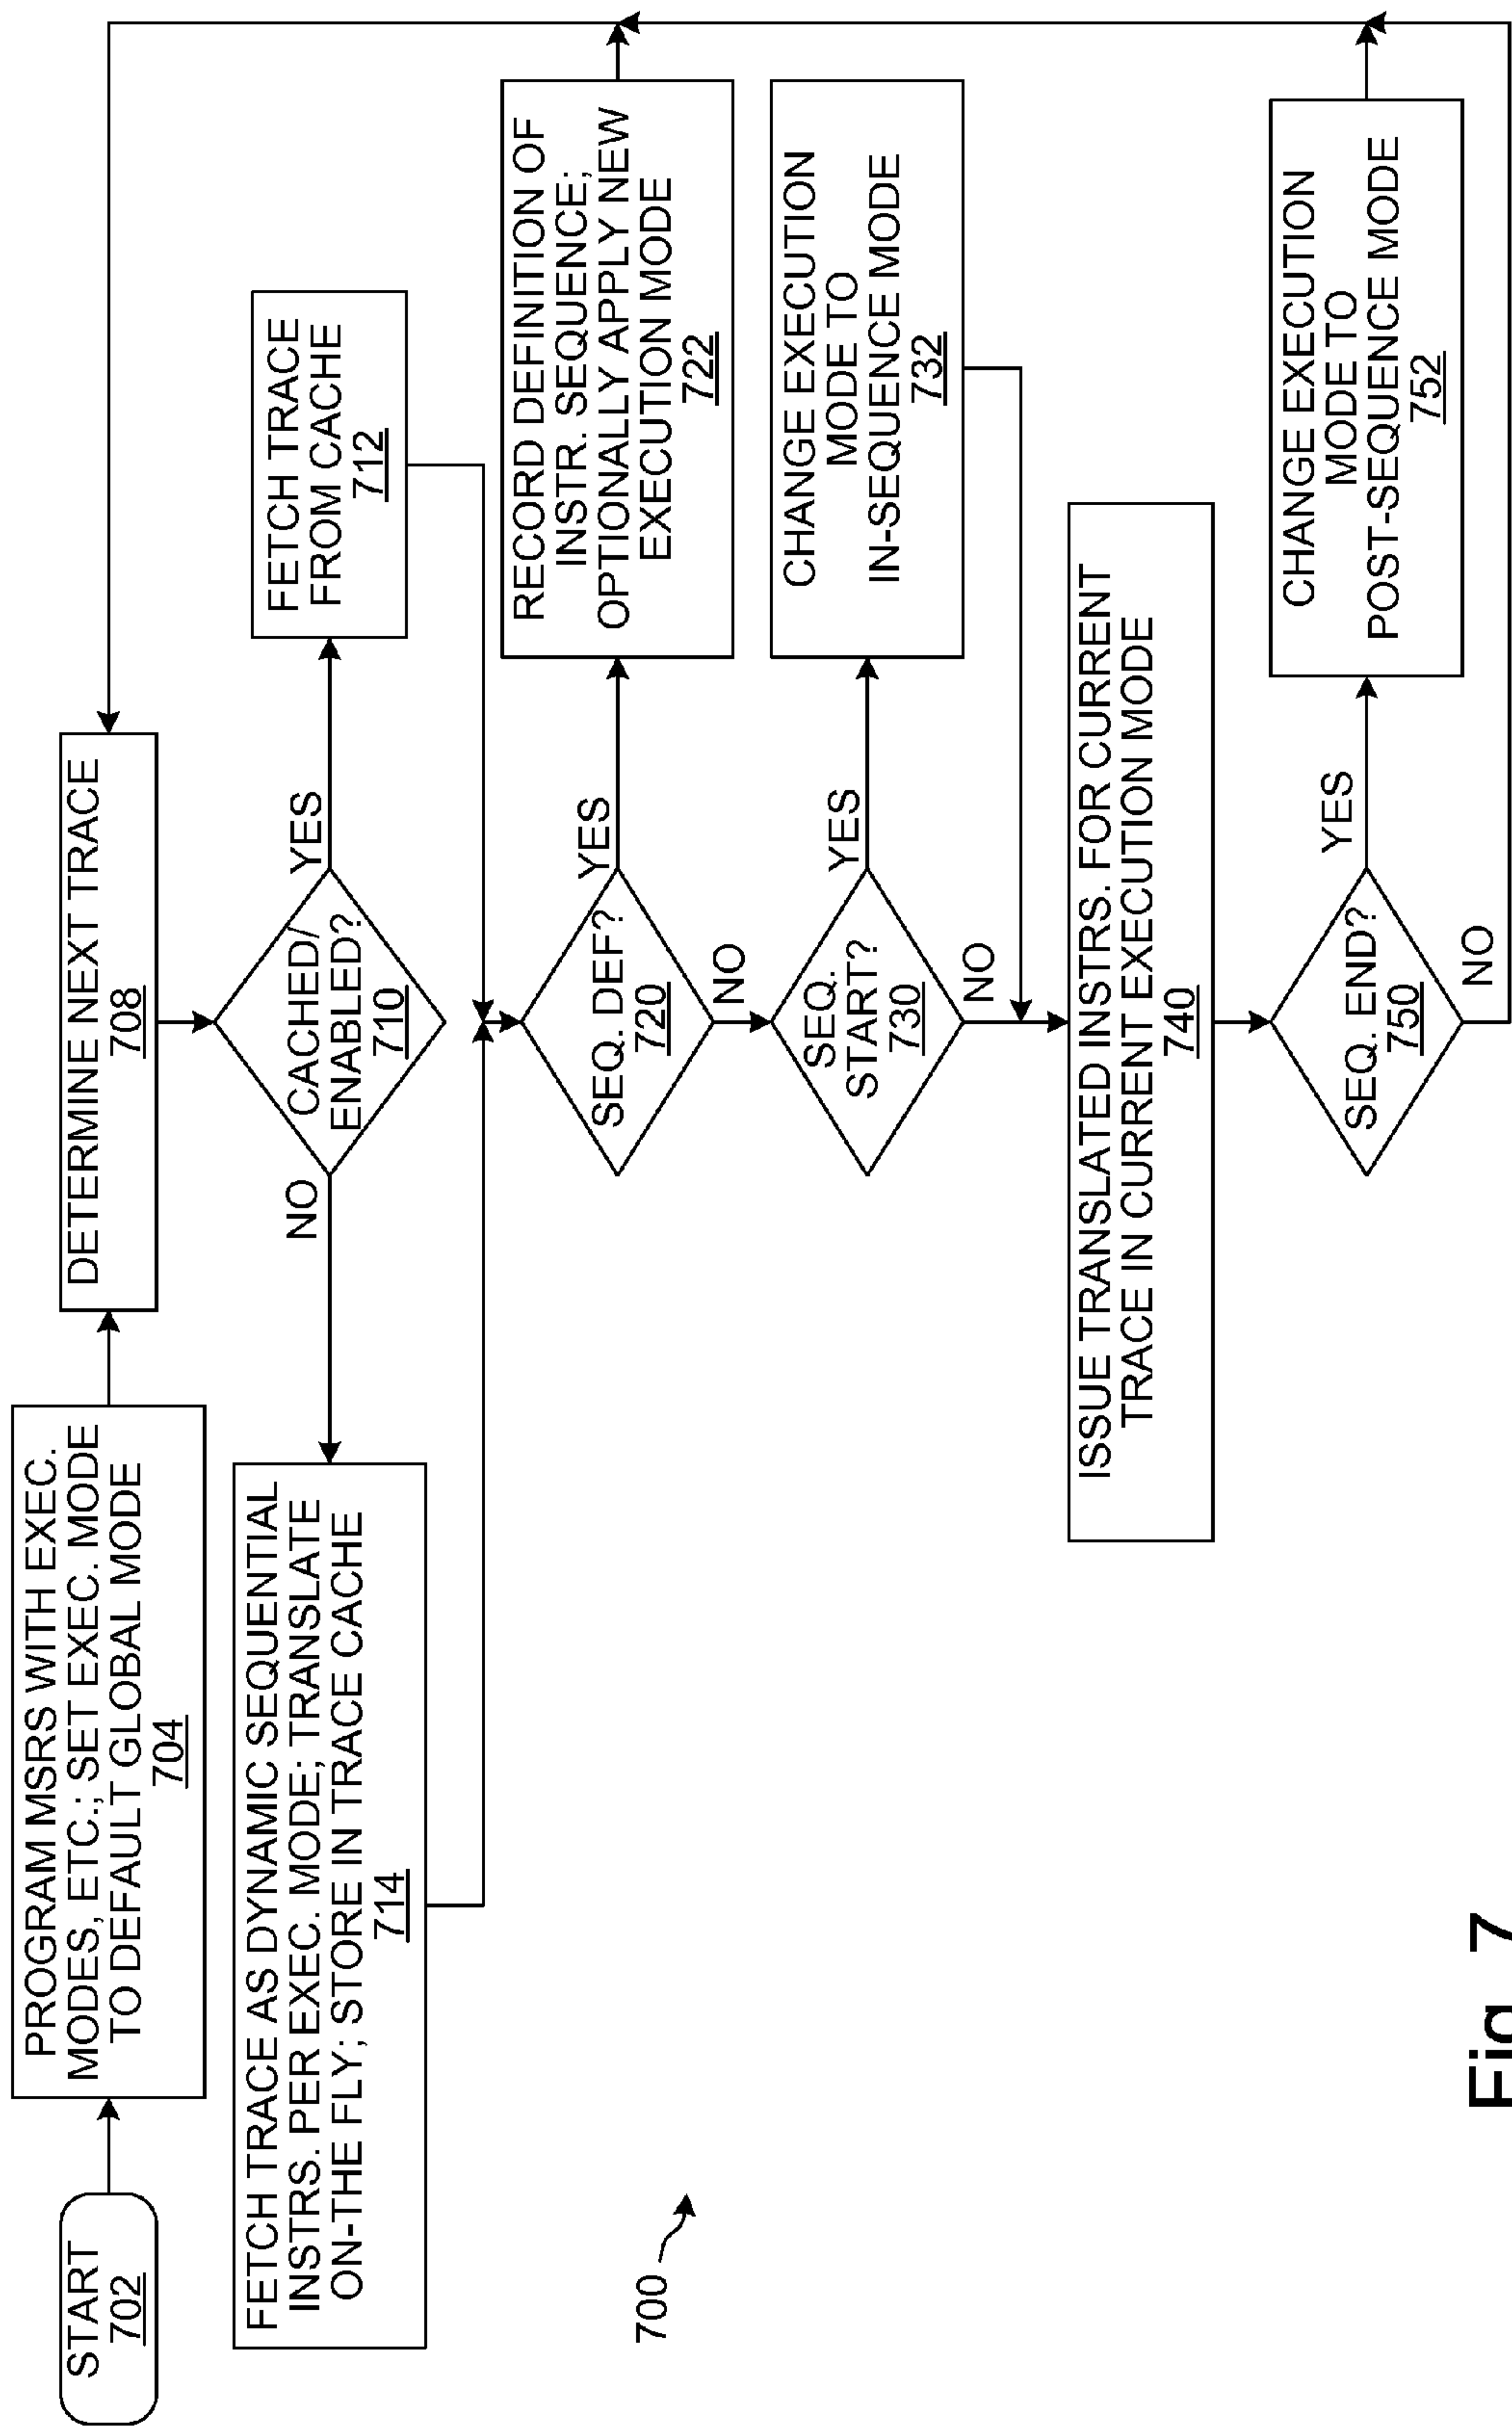 START
702
PROGRAM MSRS WITH EXEC.
MODES, ETC.; SET EXEC. MODE
TO DEFAULT GLOBAL MODE
704
DETERMINE NEXT TRACE
708
CACHED/
ENABLED?
710
YES
NO
FETCH TRACE
FROM CACHE
712
FETCH TRACE AS DYNAMIC SEQUENTIAL
INSTRS. PER EXEC. MODE; TRANSLATE
ON-THE FLY; STORE IN TRACE CACHE
714
SEQ. DEF?
720
YES
NO
RECORD DEFINITION OF
INSTR. SEQUENCE;
OPTIONALLY APPLY NEW
EXECUTION MODE
722
SEQ.
START?
730
YES
NO
CHANGE EXECUTION
MODE TO
IN-SEQUENCE MODE
732
ISSUE TRANSLATED INSTRS. FOR CURRENT
TRACE IN CURRENT EXECUTION MODE
740
SEQ. END?
750
YES
NO
CHANGE EXECUTION
MODE TO
POST-SEQUENCE MODE
752
700
Fig. 7